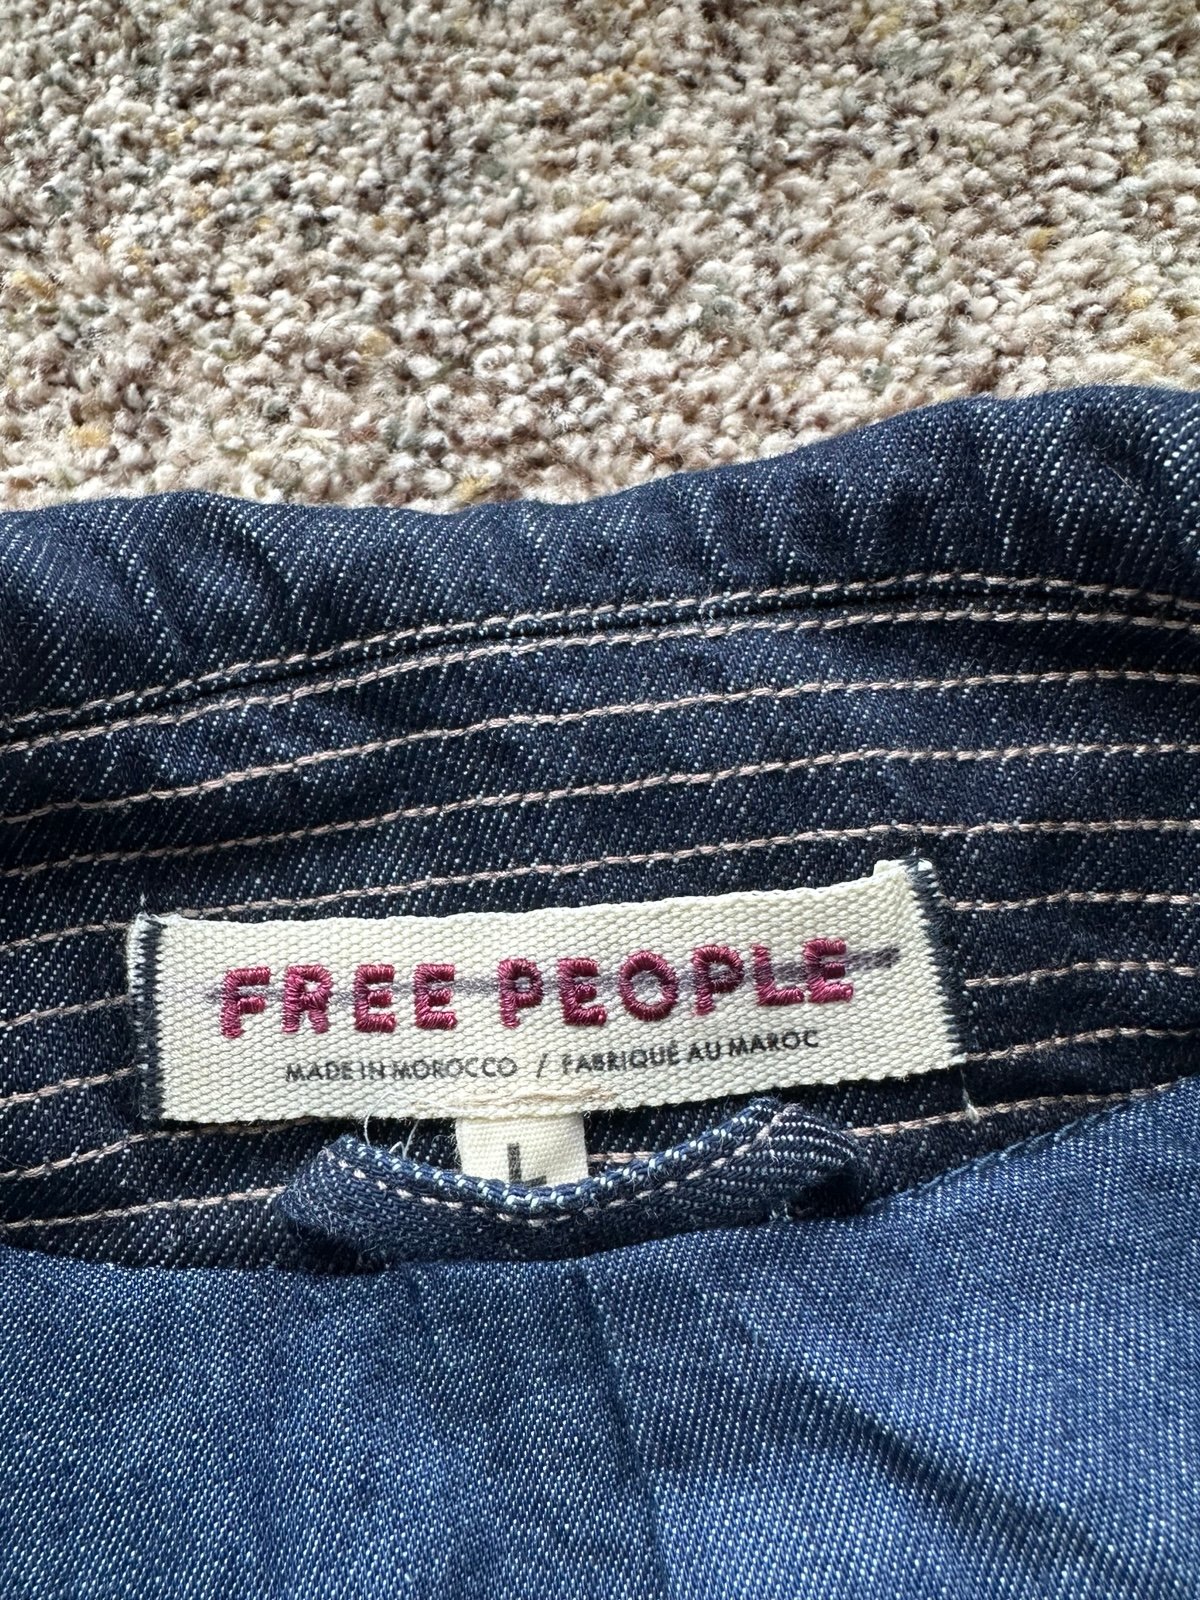 FREE PEOPLE
MADE IN MOROCCO / FABRIQUÉ AU MAROC
L